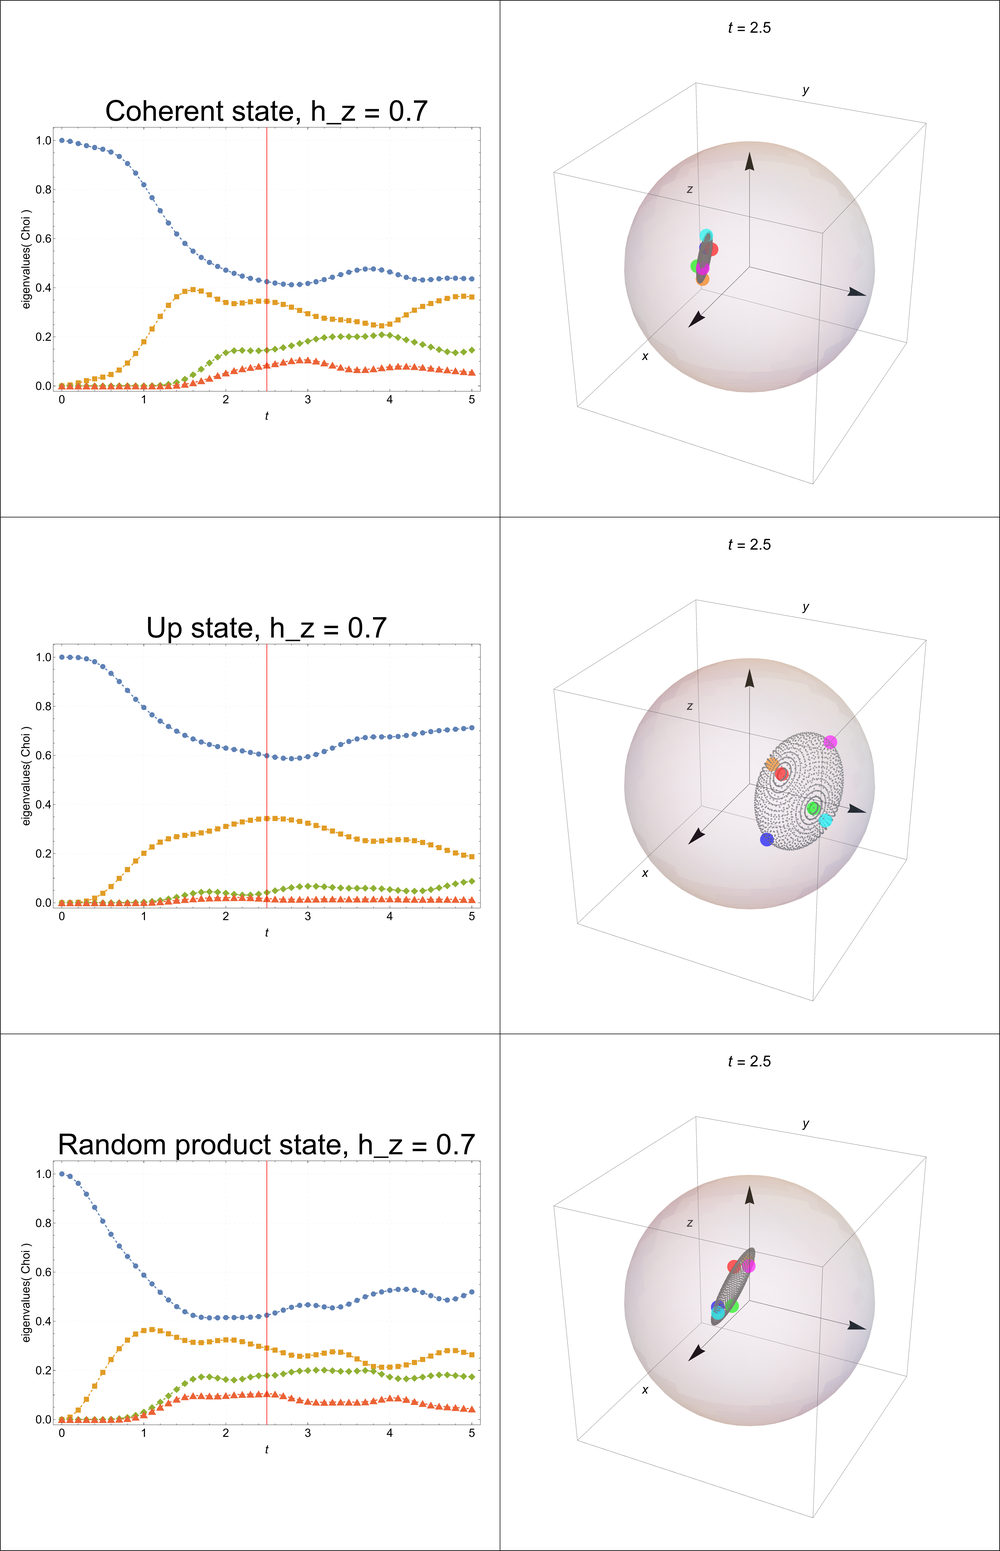 t = 2.5
Coherent state, h_z = 0.7
eigenvalues( Choi )
1.0
0.8
0.6
0.4
0.2
0.0
0 1 2 3 4 5
t
y
z
x
t = 2.5
Up state, h_z = 0.7
eigenvalues( Choi )
1.0
0.8
0.6
0.4
0.2
0.0
0 1 2 3 4 5
t
y
z
x
t = 2.5
Random product state, h_z = 0.7
eigenvalues( Choi )
1.0
0.8
0.6
0.4
0.2
0.0
0 1 2 3 4 5
t
y
z
x